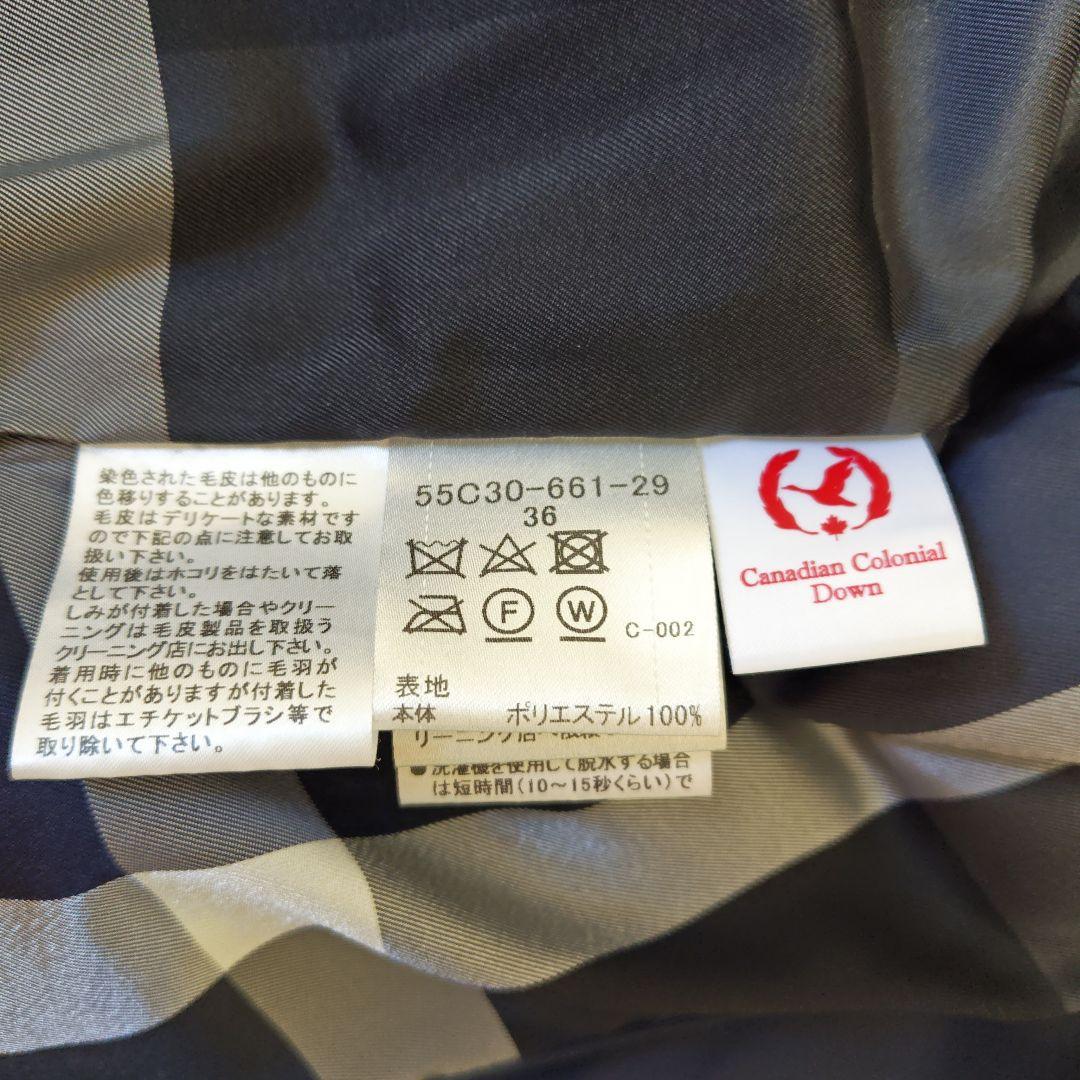 染色された毛皮は他のものに
色移りすることがあります。
毛皮はデリケートな素材です
ので下記の点に注意してお取
扱い下さい。
使用後はホコリをはたいて落
として下さい。
しみが付着した場合やクリー
ニングは毛皮製品を取扱う
クリーニング店にお出し下さい。
着用時に他のものに毛羽が
付くことがありますが付着した
毛羽はエチケットブラシ等で
取り除いて下さい。
55C30-661-29
36
F
W
C-002
表地
本体 ポリエステル100%
●洗濯機を使用して脱水する場合
は短時間(10～15秒くらい)で
Canadian Colonial
Down